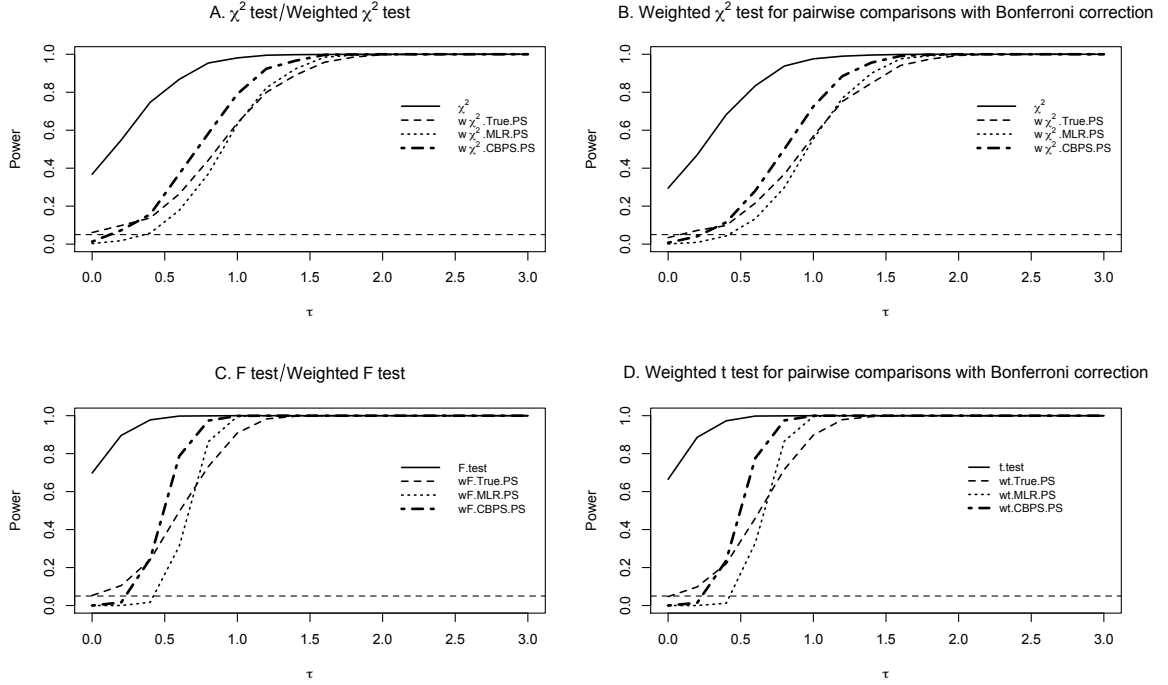 A. χ² test/Weighted χ² test
Power
0.0 0.2 0.4 0.6 0.8 1.0
χ²
w χ² .True.PS
w χ² .MLR.PS
w χ² .CBPS.PS
0.0 0.5 1.0 1.5 2.0 2.5 3.0
τ
B. Weighted χ² test for pairwise comparisons with Bonferroni correction
Power
0.0 0.2 0.4 0.6 0.8 1.0
χ²
w χ² .True.PS
w χ² .MLR.PS
w χ² .CBPS.PS
0.0 0.5 1.0 1.5 2.0 2.5 3.0
τ
C. F test/Weighted F test
Power
0.0 0.2 0.4 0.6 0.8 1.0
F.test
wF.True.PS
wF.MLR.PS
wF.CBPS.PS
0.0 0.5 1.0 1.5 2.0 2.5 3.0
τ
D. Weighted t test for pairwise comparisons with Bonferroni correction
Power
0.0 0.2 0.4 0.6 0.8 1.0
t.test
wt.True.PS
wt.MLR.PS
wt.CBPS.PS
0.0 0.5 1.0 1.5 2.0 2.5 3.0
τ